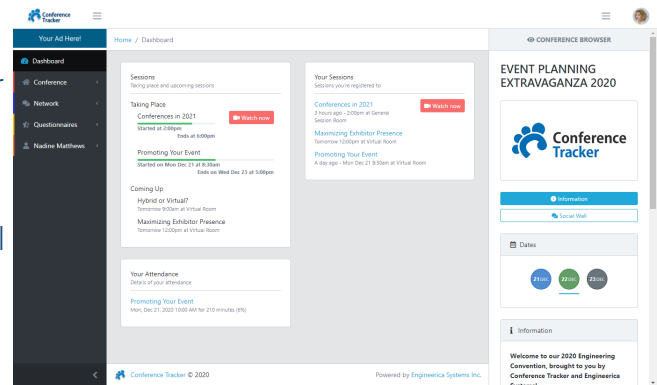 Conference
Tracker
Your Ad Here!
Home / Dashboard
CONFERENCE BROWSER
Dashboard
Conference
Network
Questionnaires
Nadine Matthews
Sessions
Taking place and upcoming sessions
Taking Place
Conferences in 2021
Watch now
Started at 2:00pm
Ends at 6:00pm
Promoting Your Event
Started on Mon Dec 21 at 8:30am
Ends on Wed Dec 23 at 5:00pm
Coming Up
Hybrid or Virtual?
Tomorrow 9:00am at Virtual Room
Maximizing Exhibitor Presence
Tomorrow 12:00pm at Virtual Room
Your Attendance
Details of your attendance
Promoting Your Event
Mon, Dec 21, 2020 10:00 AM for 210 minutes (6%)
Your Sessions
Sessions you're registered to
Conferences in 2021
Watch now
3 hours ago - 2:00pm at General
Session Room
Maximizing Exhibitor Presence
Tomorrow 12:00pm at Virtual Room
Promoting Your Event
A day ago - Mon Dec 21 8:30am at Virtual Room
EVENT PLANNING
EXTRAVAGANZA 2020
Conference
Tracker
Information
Social Wall
Dates
21 DEC 22 DEC 23 DEC
Information
Welcome to our 2020 Engineering
Convention, brought to you by
Conference Tracker and Engineerica
Conference Tracker © 2020
Powered by Engineerica Systems Inc.